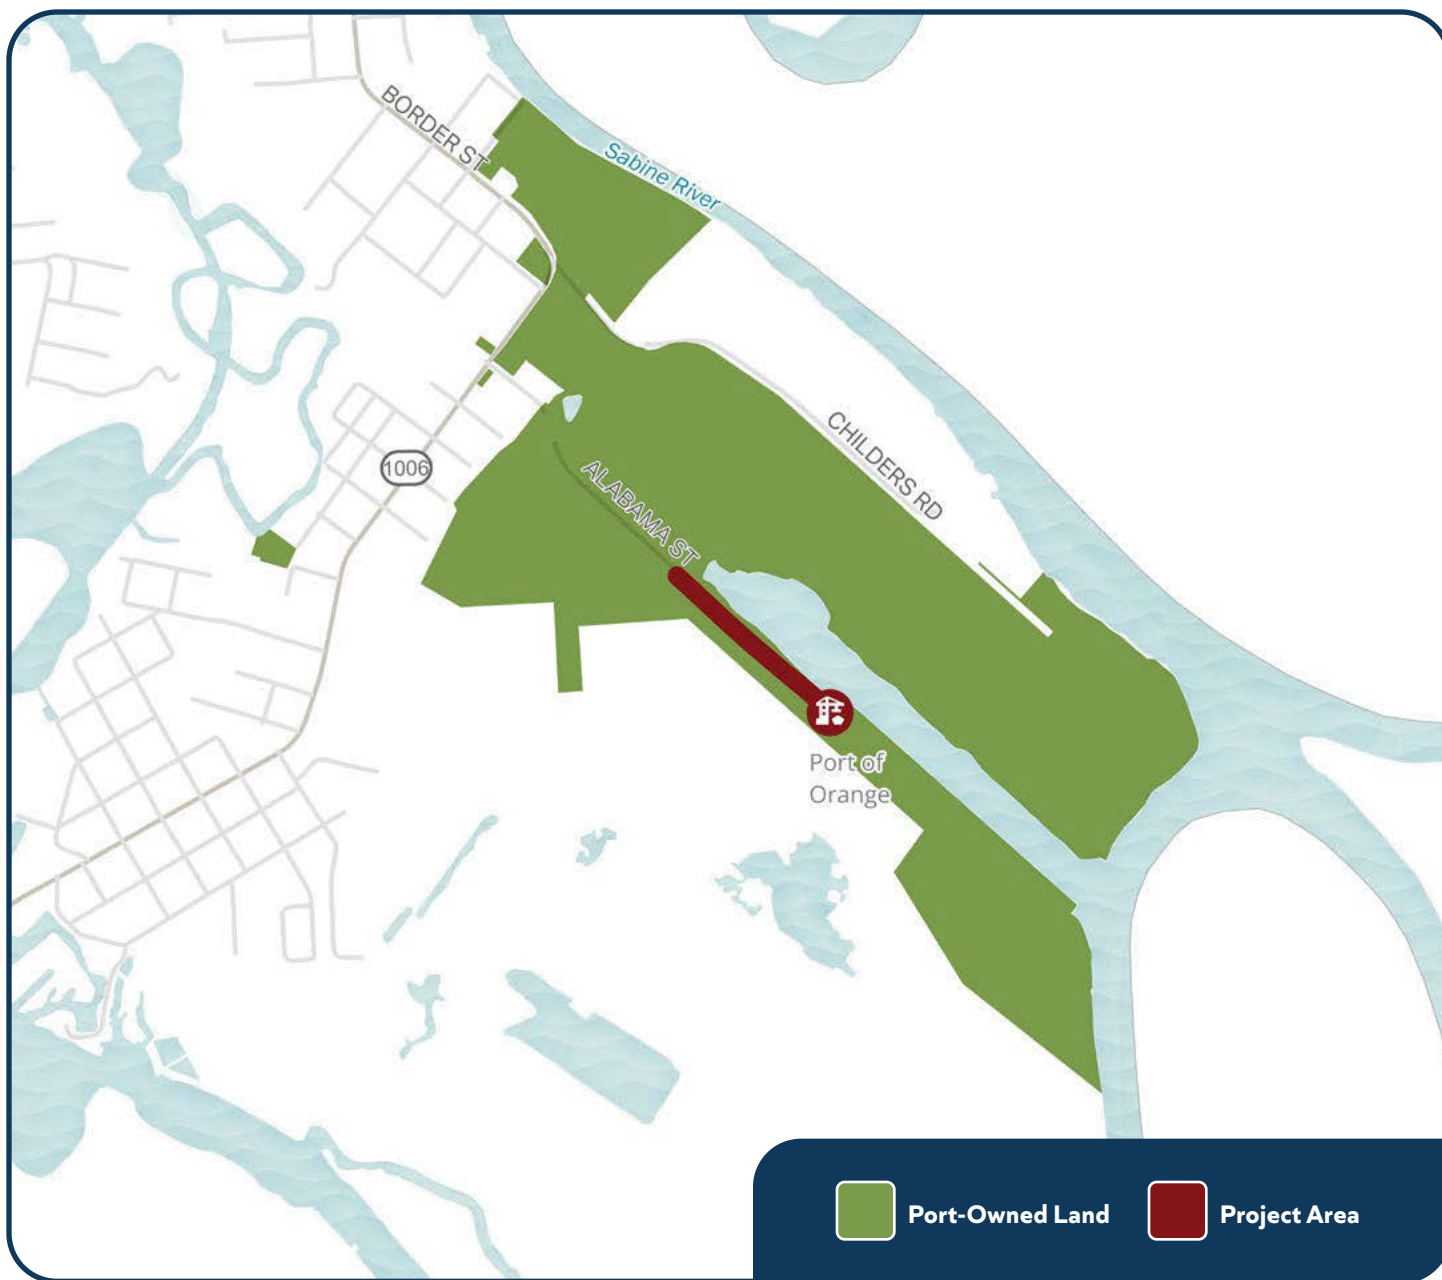 BORDER ST
Sabine River
CHILDERS RD
1006
ALABAMA ST
Port of
Orange
Port-Owned Land
Project Area